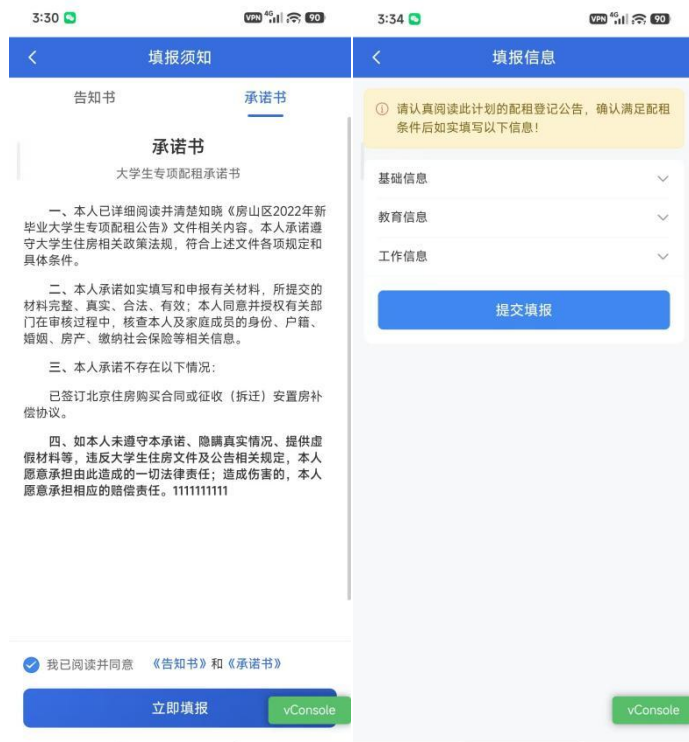 3:30
VPN 4G 90
填报须知
告知书
承诺书
承诺书
大学生专项配租承诺书
一、本人已详细阅读并清楚知晓《房山区2022年新
毕业大学生专项配租公告》文件相关内容。本人承诺遵
守大学生住房相关政策法规，符合上述文件各项规定和
具体条件。
二、本人承诺如实填写和申报有关材料，所提交的
材料完整、真实、合法、有效；本人同意并授权有关部
门在审核过程中，核查本人及家庭成员的身份、户籍、
婚姻、房产、缴纳社会保险等相关信息。
三、本人承诺不存在以下情况：
已签订北京住房购买合同或征收（拆迁）安置房补
偿协议。
四、如本人未遵守本承诺、隐瞒真实情况、提供虚
假材料等，违反大学生住房文件及公告相关规定，本人
愿意承担由此造成的一切法律责任；造成伤害的，本人
愿意承担相应的赔偿责任。1111111111
我已阅读并同意 《告知书》和《承诺书》
立即填报
vConsole
3:34
VPN 4G 90
填报信息
请认真阅读此计划的配租登记公告，确认满足配租
条件后如实填写以下信息！
基础信息
教育信息
工作信息
提交填报
vConsole